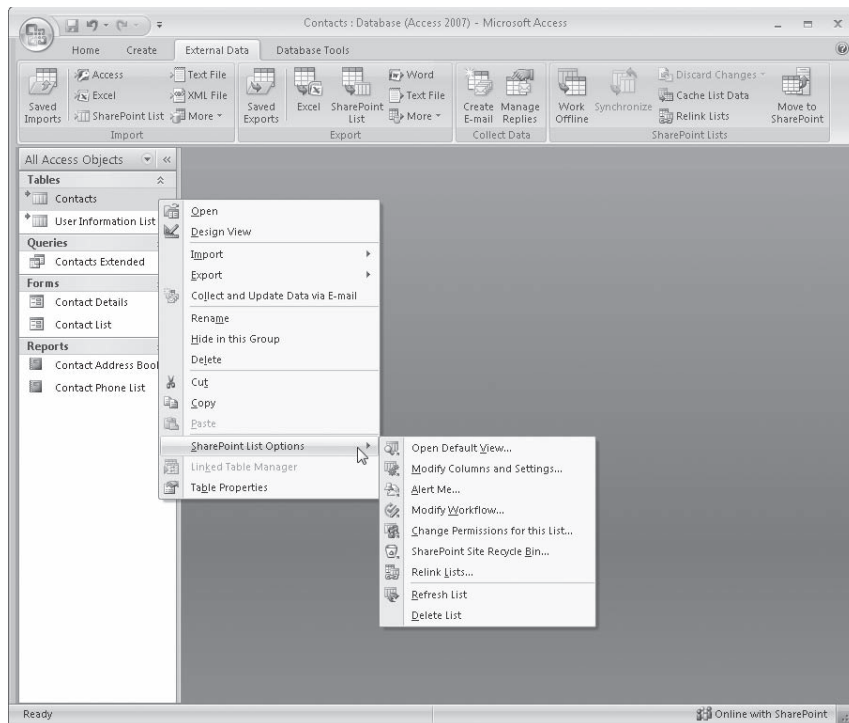 Contacts : Database (Access 2007) - Microsoft Access
Home Create External Data Database Tools
Saved Imports
Access
Excel
SharePoint List
Text File
XML File
More
Import
Saved Exports
Excel
SharePoint List
Word
Text File
More
Export
Create E-mail
Manage Replies
Collect Data
Work Offline
Synchronize
Discard Changes
Cache List Data
Relink Lists
Move to SharePoint
SharePoint Lists
All Access Objects
Tables
Contacts
User Information List
Queries
Contacts Extended
Forms
Contact Details
Contact List
Reports
Contact Address Boo
Contact Phone List
Open
Design View
Import
Export
Collect and Update Data via E-mail
Rename
Hide in this Group
Delete
Cut
Copy
Paste
SharePoint List Options
Linked Table Manager
Table Properties
Open Default View...
Modify Columns and Settings...
Alert Me...
Modify Workflow...
Change Permissions for this List...
SharePoint Site Recycle Bin...
Relink Lists...
Refresh List
Delete List
Ready
Online with SharePoint